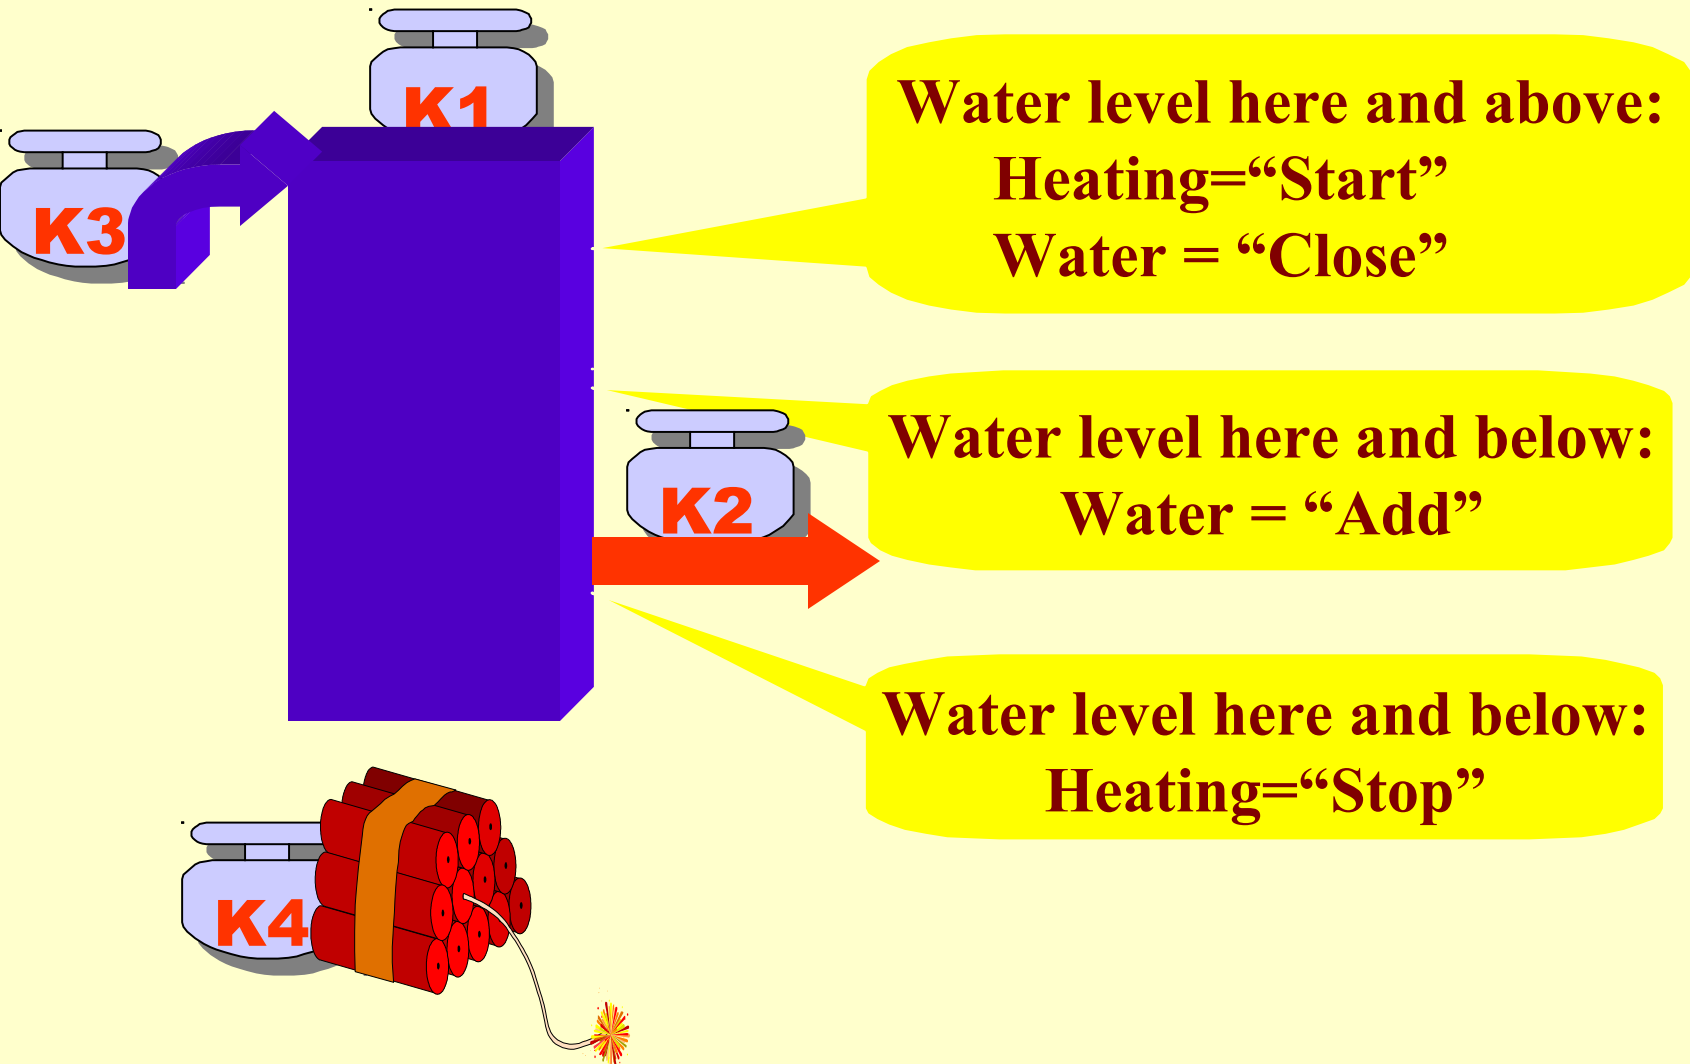 K1
Water level here and above:
Heating=“Start”
Water = “Close”
K3
Water level here and below:
Water = “Add”
K2
Water level here and below:
Heating=“Stop”
K4